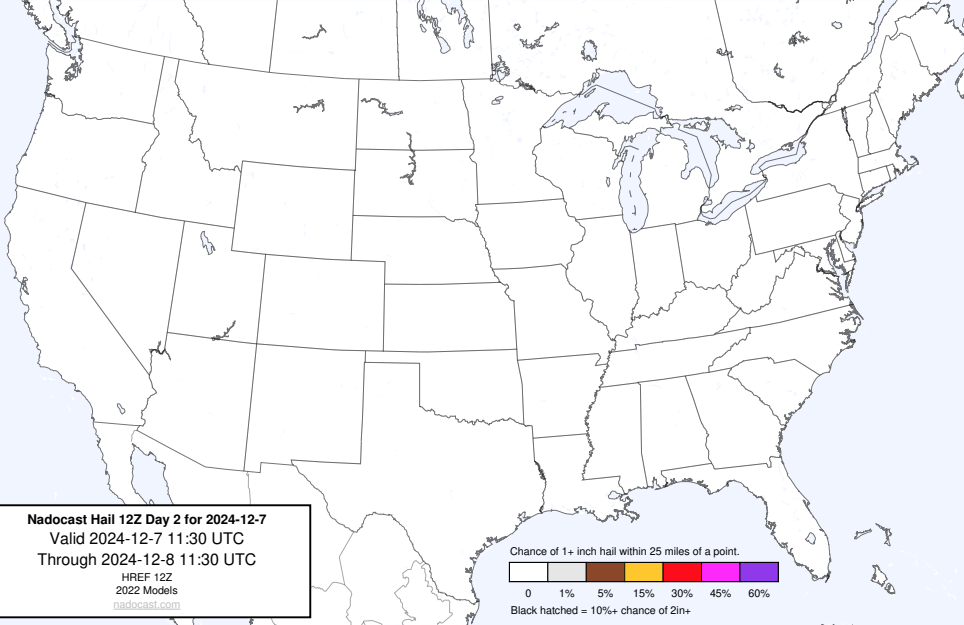 Nadocast Hail 12Z Day 2 for 2024-12-7
Valid 2024-12-7 11:30 UTC
Through 2024-12-8 11:30 UTC
HREF 12Z
2022 Models
nadocast.com
Chance of 1+ inch hail within 25 miles of a point.
0 1% 5% 15% 30% 45% 60%
Black hatched = 10%+ chance of 2in+